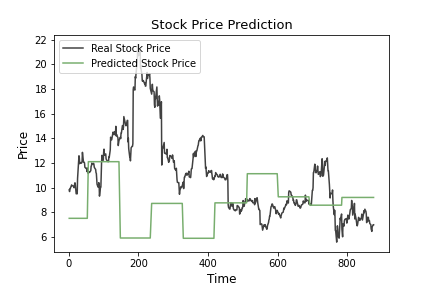 Stock Price Prediction
Real Stock Price
Predicted Stock Price
Price
22
20
18
16
14
12
10
8
6
0 200 400 600 800
Time